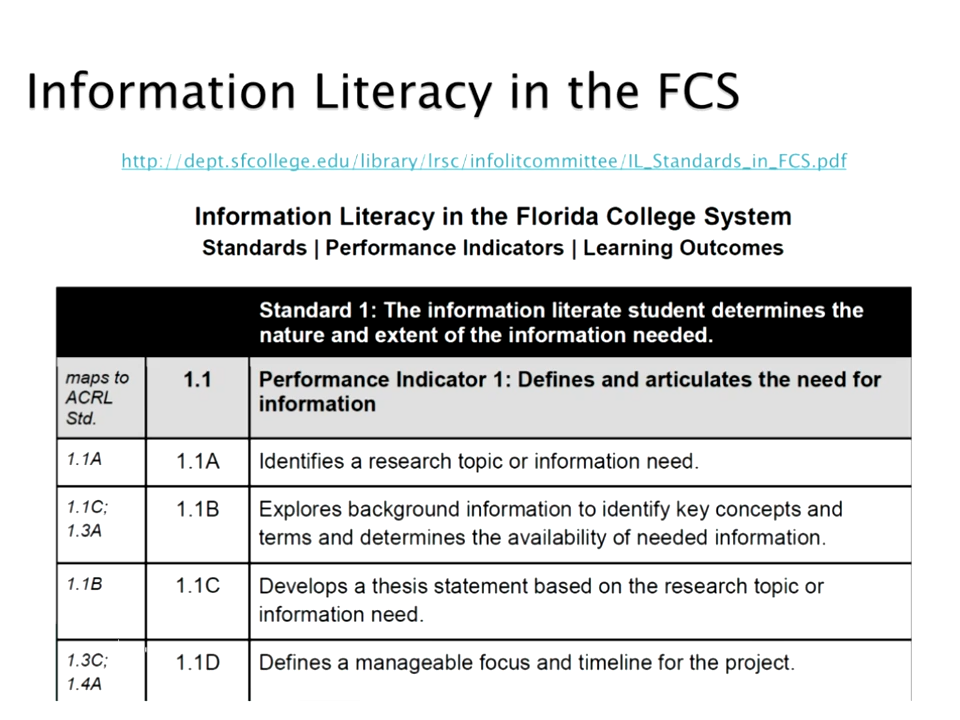 Information Literacy in the FCS
http://dept.sfcollege.edu/library/lrsc/infolitcommittee/IL_Standards_in_FCS.pdf
Information Literacy in the Florida College System
Standards | Performance Indicators | Learning Outcomes
Standard 1: The information literate student determines the
nature and extent of the information needed.
maps to
ACRL
Std.
1.1
Performance Indicator 1: Defines and articulates the need for
information
1.1A
1.1A
Identifies a research topic or information need.
1.1C;
1.3A
1.1B
Explores background information to identify key concepts and
terms and determines the availability of needed information.
1.1B
1.1C
Develops a thesis statement based on the research topic or
information need.
1.3C;
1.4A
1.1D
Defines a manageable focus and timeline for the project.